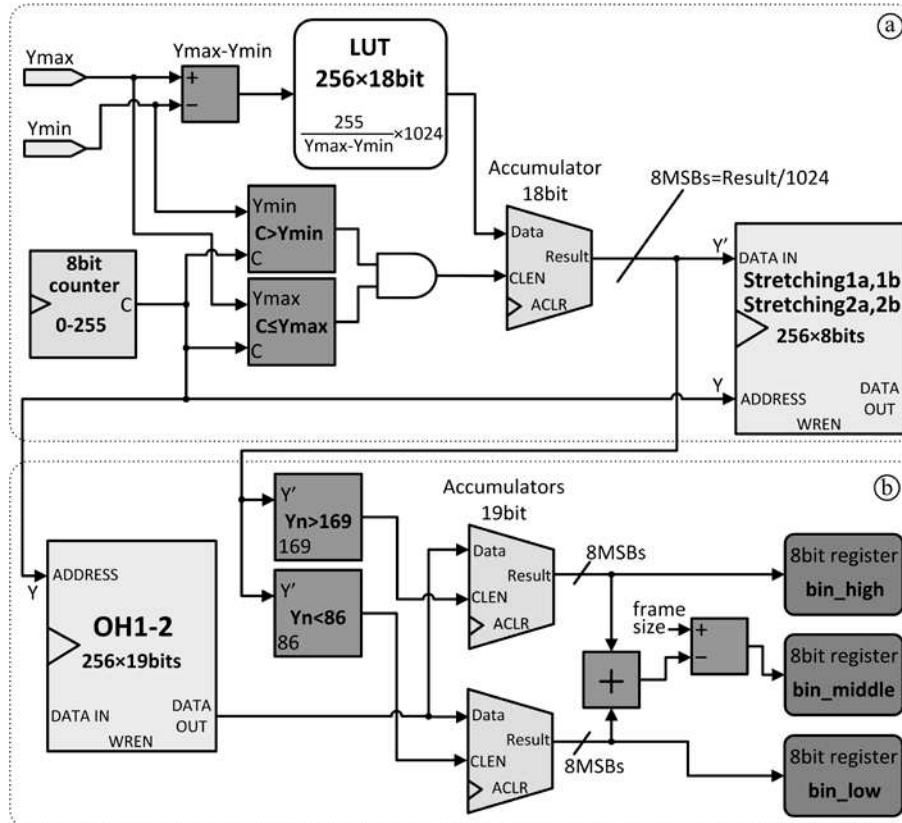 a
Ymax
Ymin
Ymax-Ymin
+
−
LUT
256×18bit
255
Ymax-Ymin
×1024
Ymin
C>Ymin
C
Ymax
C≤Ymax
C
8bit
counter
0-255
C
Accumulator
18bit
Data
Result
CLEN
ACLR
8MSBs=Result/1024
Y'
DATA IN
Stretching1a,1b
Stretching2a,2b
256×8bits
Y
ADDRESS
DATA
OUT
WREN
b
Y'
Yn>169
169
Y'
Yn<86
86
Accumulators
19bit
Data
Result
CLEN
ACLR
8MSBs
Data
Result
CLEN
ACLR
8MSBs
ADDRESS
Y
OH1-2
256×19bits
DATA IN
DATA
OUT
WREN
+
frame
size
+
−
8bit register
bin_high
8bit register
bin_middle
8bit register
bin_low